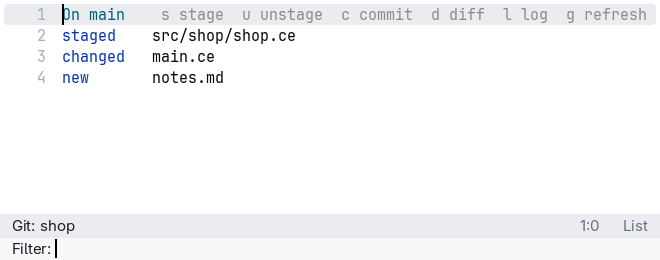 1 On main    s stage  u unstage  c commit  d diff  l log  g refresh
2 staged    src/shop/shop.ce
3 changed   main.ce
4 new       notes.md
Git: shop    1:0    List
Filter: